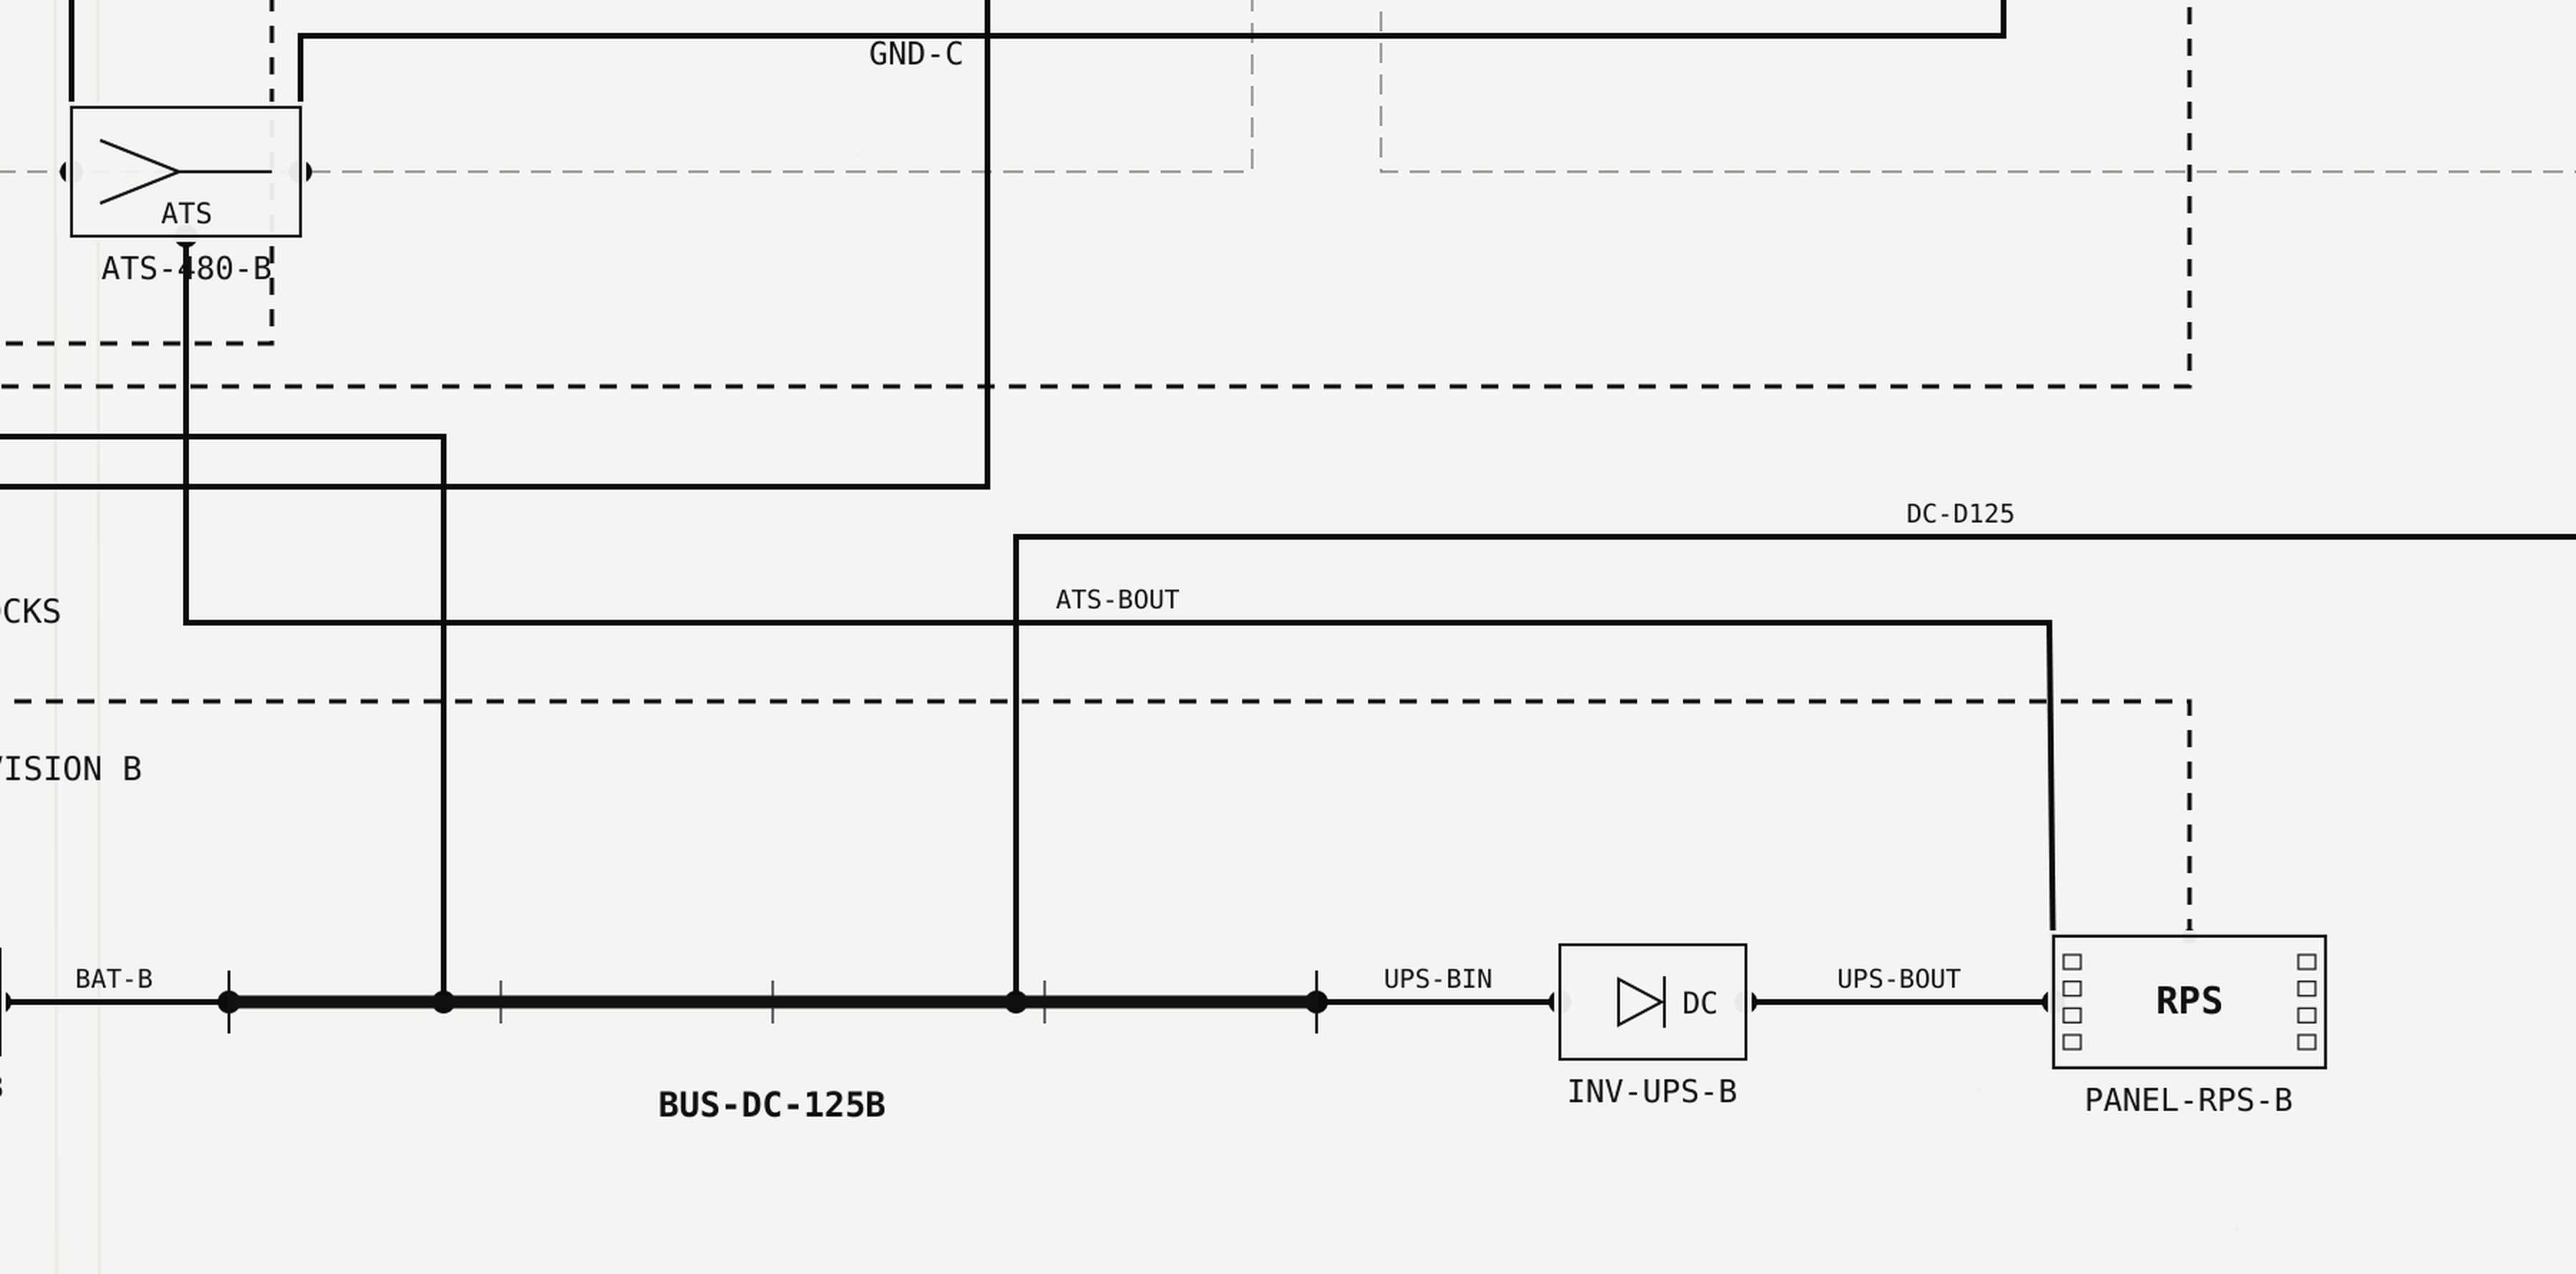 GND-C
ATS
ATS-480-B
DC-D125
ATS-BOUT
OCKS
VISION B
BAT-B
UPS-BIN
DC
UPS-BOUT
RPS
INV-UPS-B
PANEL-RPS-B
BUS-DC-125B